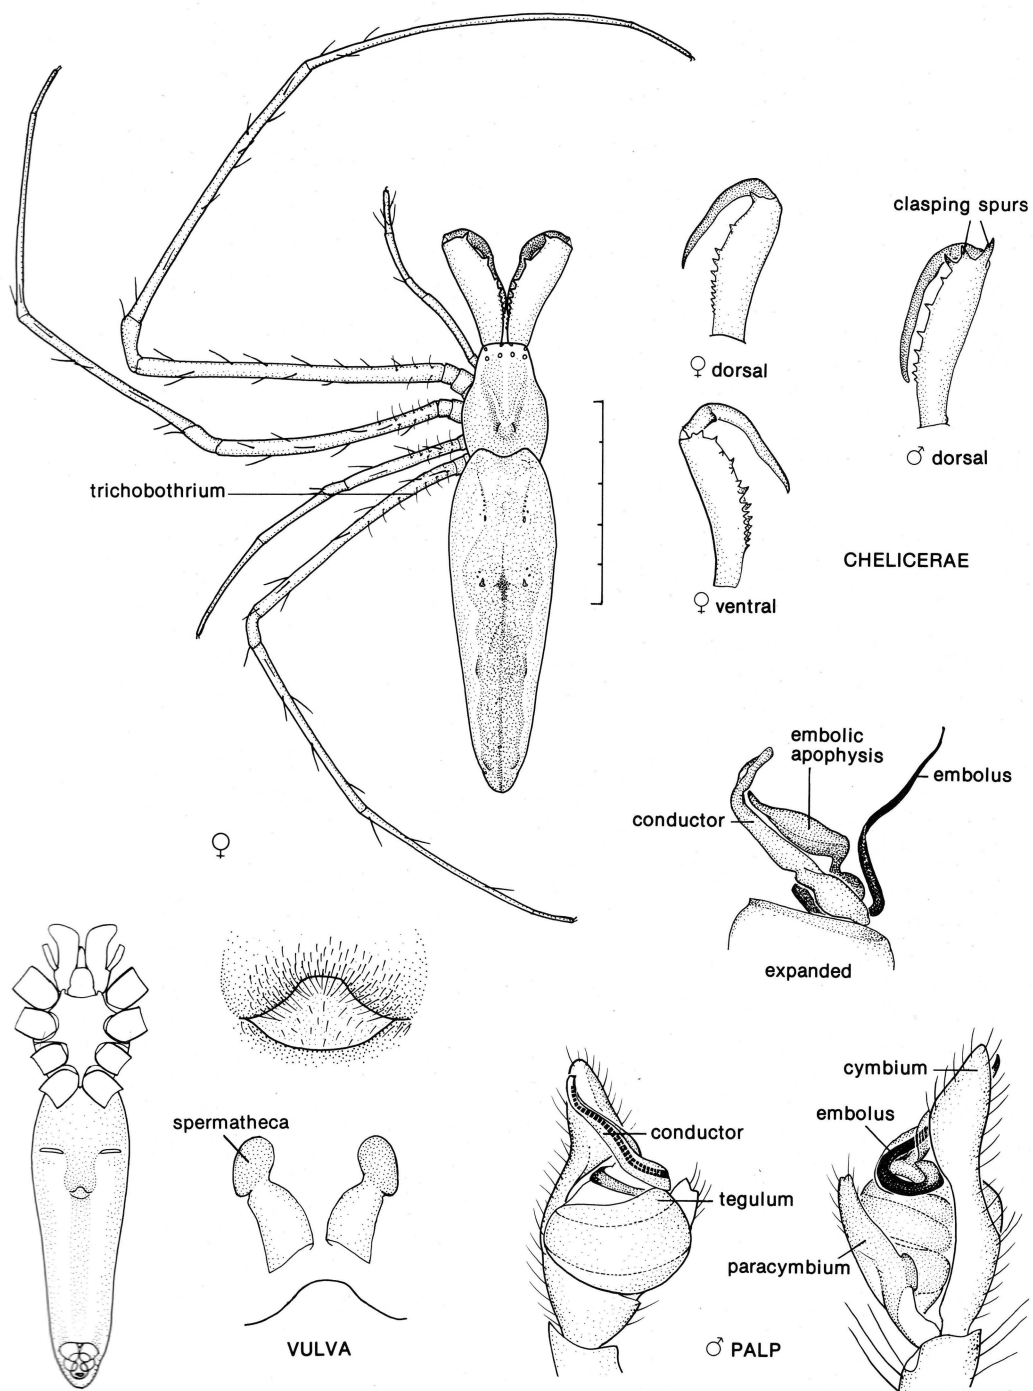 clasping spurs
♀ dorsal
♂ dorsal
trichobothrium
CHELICERAE
♀ ventral
embolic
apophysis
embolus
conductor
♀
expanded
cymbium
embolus
spermatheca
conductor
tegulum
paracymbium
VULVA
♂ PALP